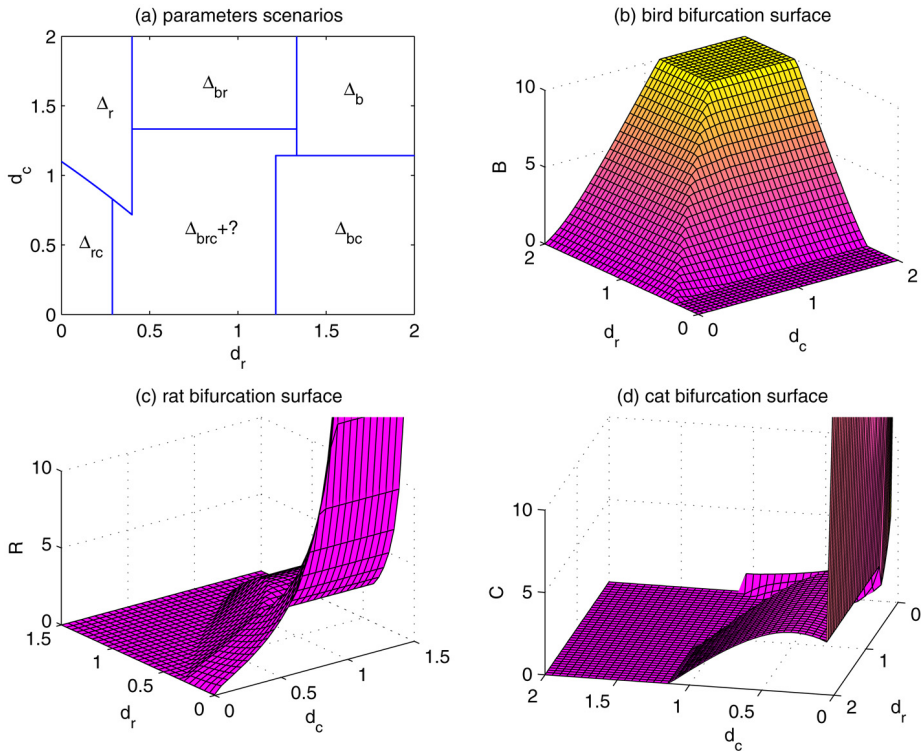 (a) parameters scenarios
2
1.5
1
0.5
0
0
0.5
1
1.5
2
d_c
d_r
Δ_r
Δ_br
Δ_b
Δ_rc
Δ_brc+?
Δ_bc
(b) bird bifurcation surface
10
5
0
B
2
1
0
d_r
0
1
2
d_c
(c) rat bifurcation surface
10
5
0
R
1.5
1
0.5
0
d_r
0
0.5
1
1.5
d_c
(d) cat bifurcation surface
10
5
0
C
2
1.5
1
0.5
0
d_c
2
1
0
d_r